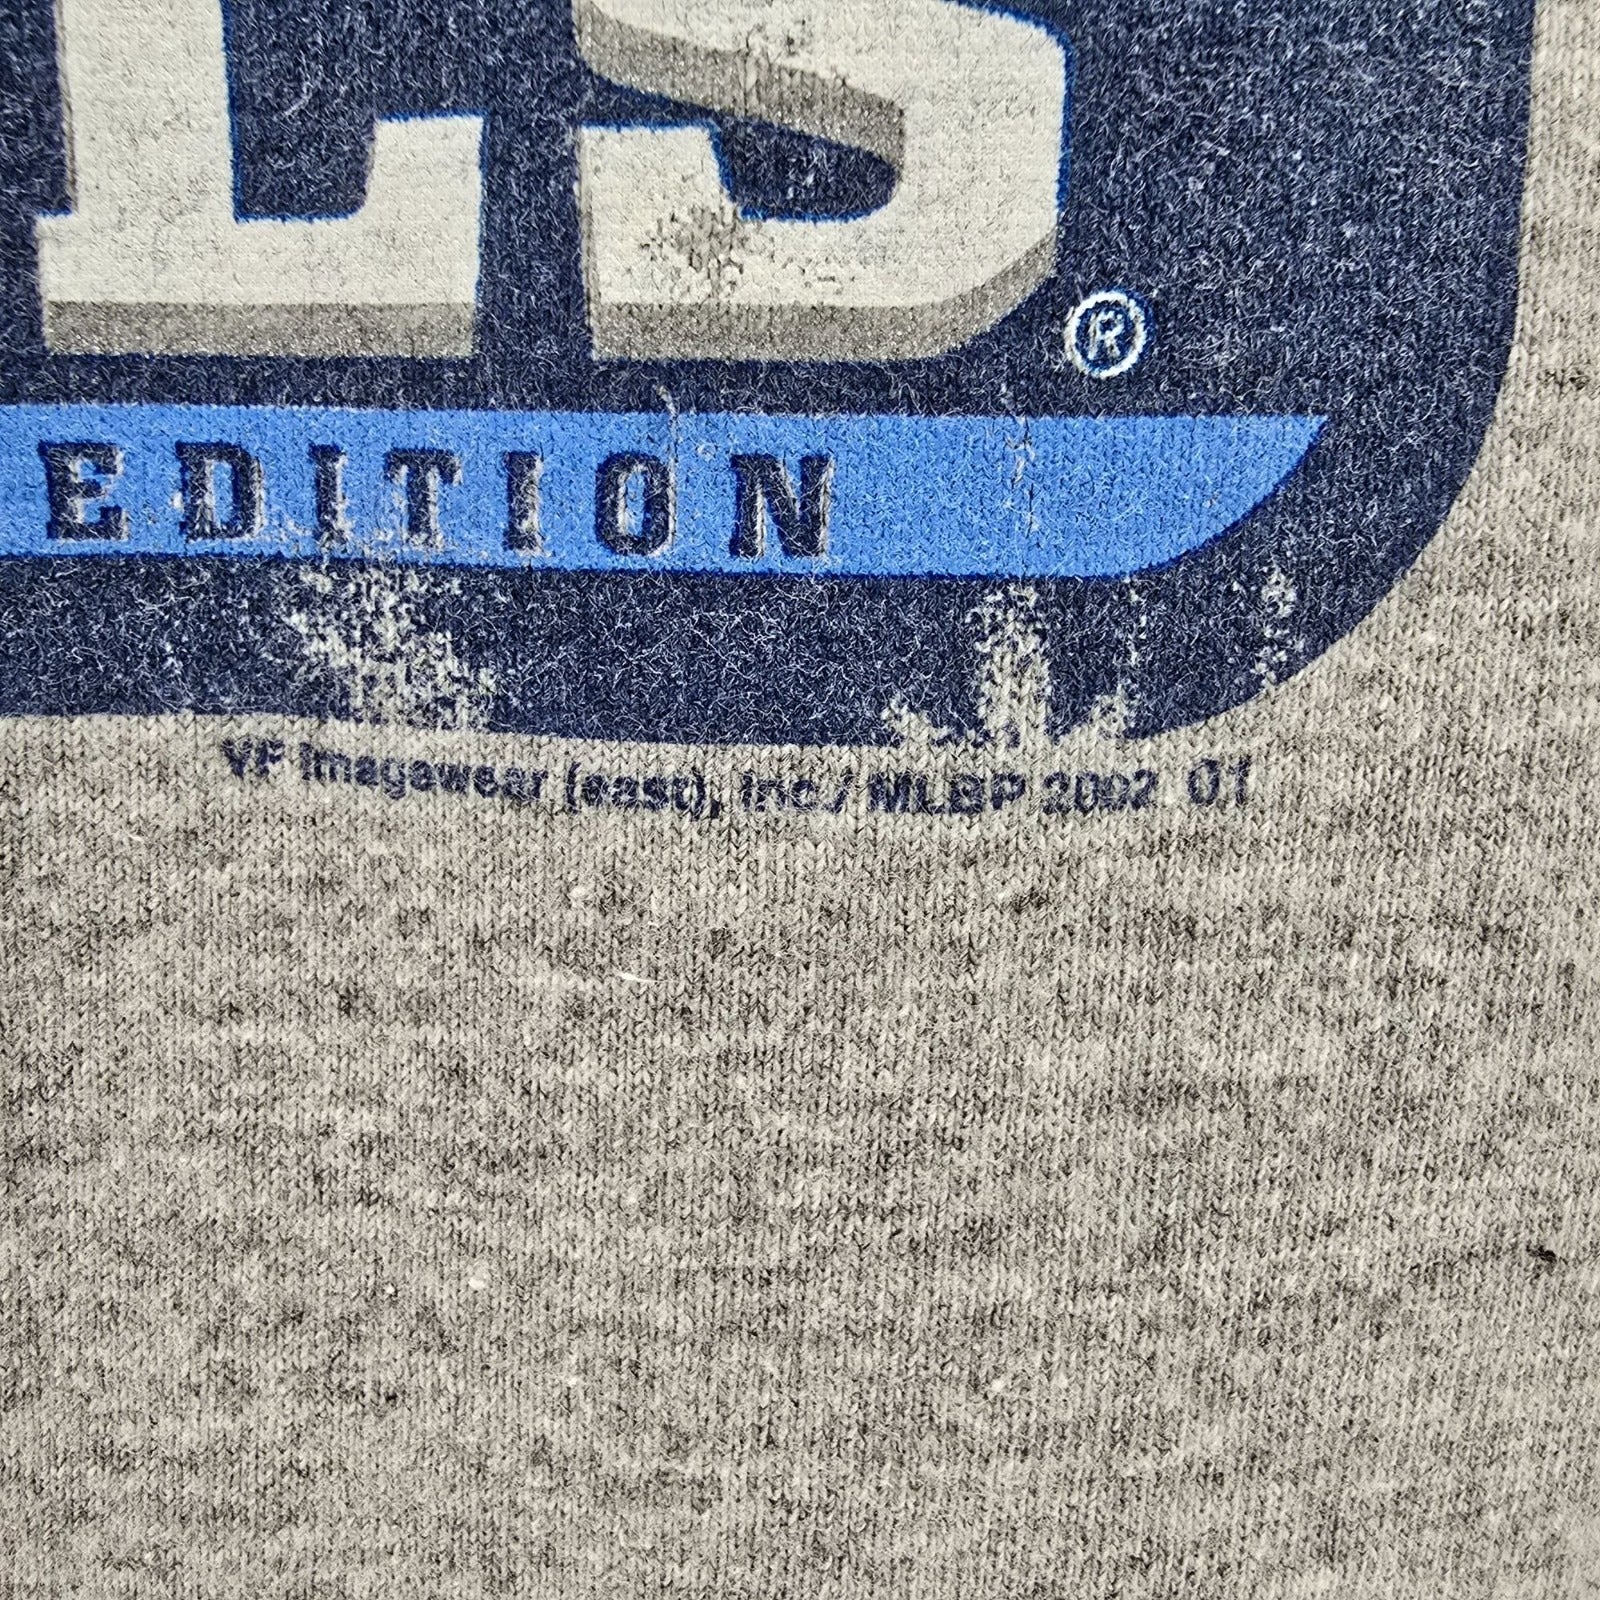 LS®
EDITION
VF Imagewear (east), Inc./ MLBP 2002 01